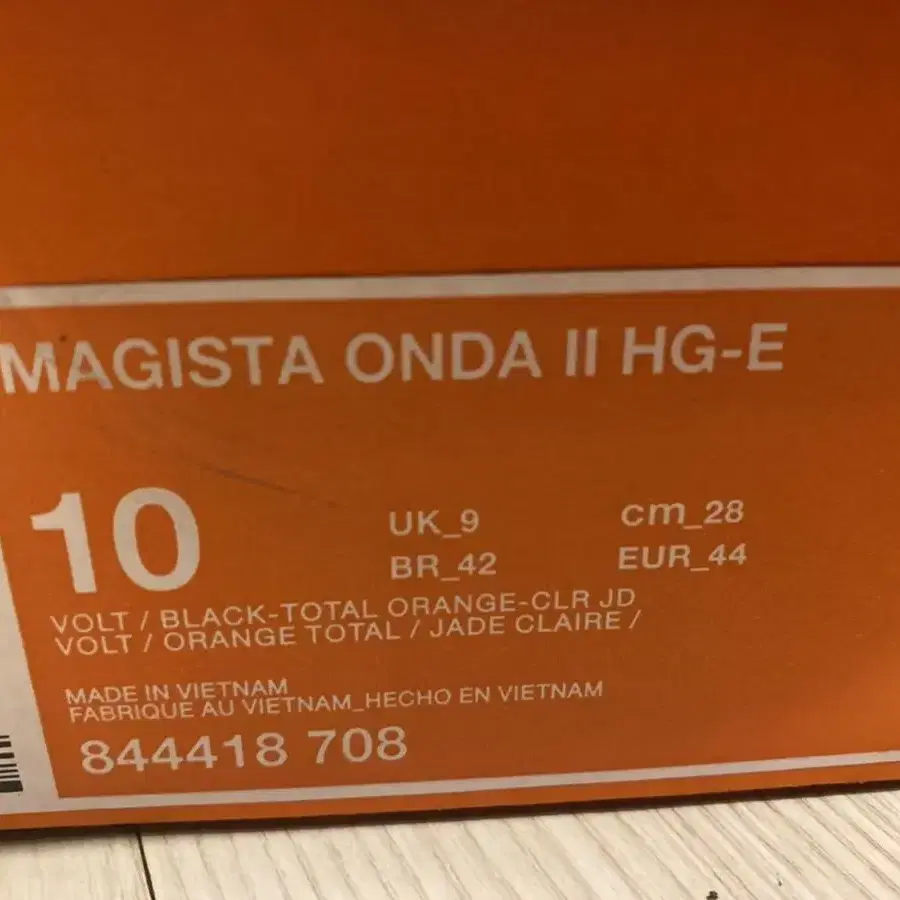 MAGISTA ONDA II HG-E
10
UK_9 cm_28
BR_42 EUR_44
VOLT / BLACK-TOTAL ORANGE-CLR JD
VOLT / ORANGE TOTAL / JADE CLAIRE /
MADE IN VIETNAM
FABRIQUE AU VIETNAM_HECHO EN VIETNAM
844418 708